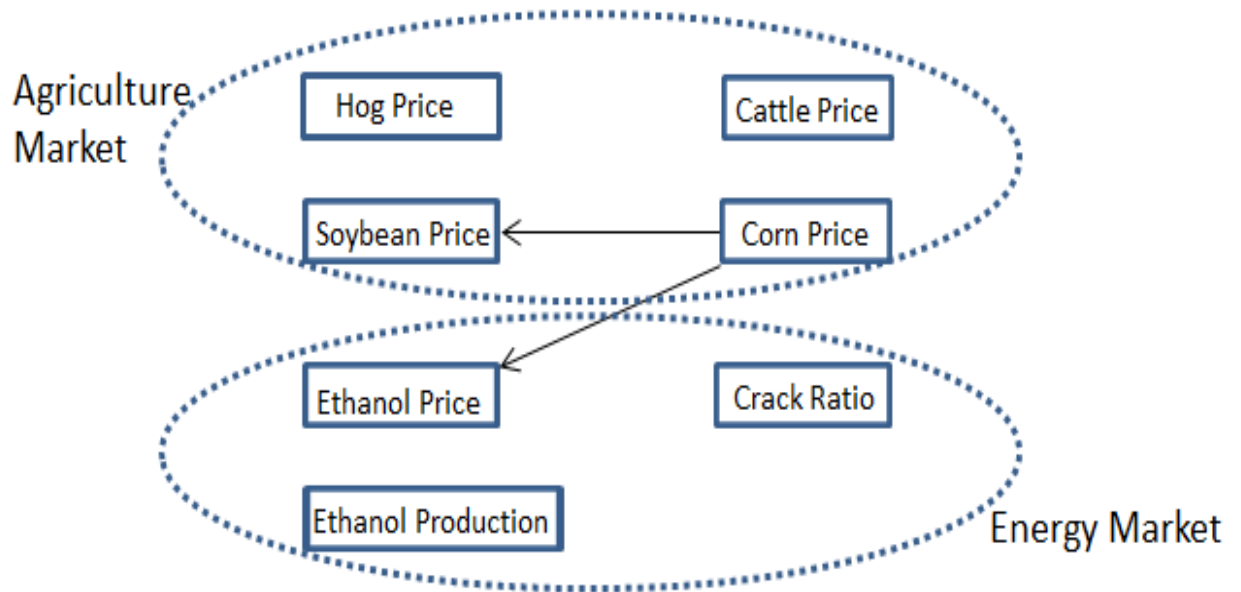 Agriculture
Market
Hog Price
Cattle Price
Soybean Price
Corn Price
Ethanol Price
Crack Ratio
Ethanol Production
Energy Market